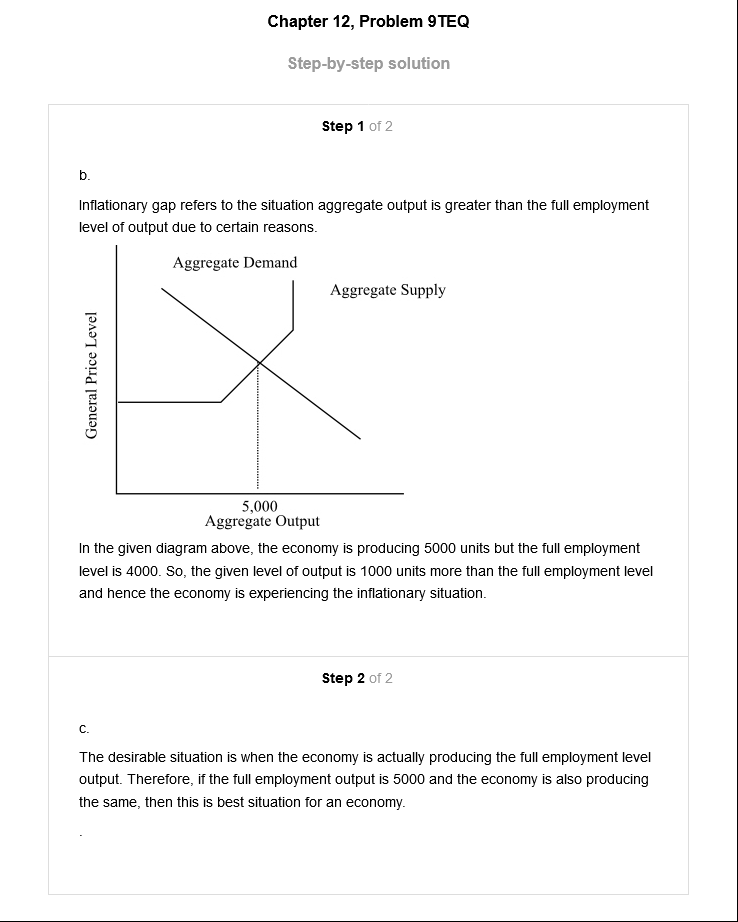 Chapter 12, Problem 9TEQ
Step-by-step solution
Step 1 of 2
b.
Inflationary gap refers to the situation aggregate output is greater than the full employment
level of output due to certain reasons.
Aggregate Demand
Aggregate Supply
General Price Level
5,000
Aggregate Output
In the given diagram above, the economy is producing 5000 units but the full employment
level is 4000. So, the given level of output is 1000 units more than the full employment level
and hence the economy is experiencing the inflationary situation.
Step 2 of 2
c.
The desirable situation is when the economy is actually producing the full employment level
output. Therefore, if the full employment output is 5000 and the economy is also producing
the same, then this is best situation for an economy.
.